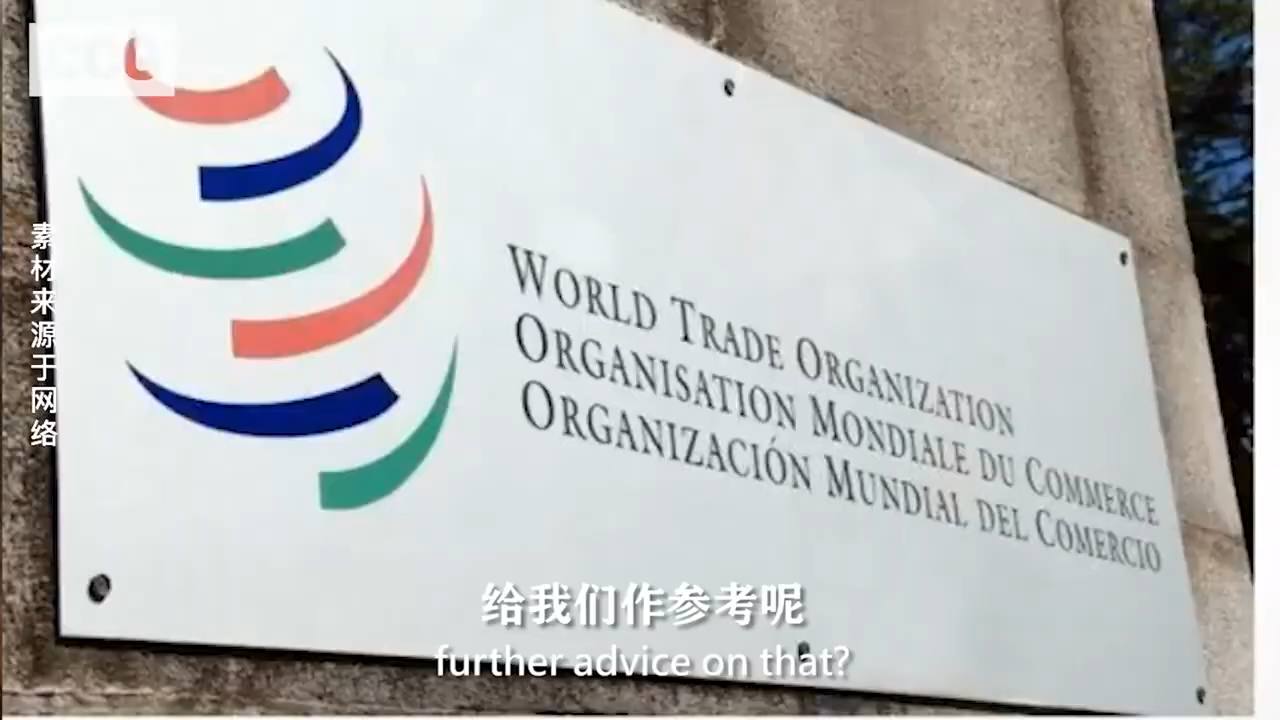 素材来源于网络
WORLD TRADE ORGANIZATION
ORGANISATION MONDIALE DU COMMERCE
ORGANIZACIÓN MUNDIAL DEL COMERCIO
给我们作参考呢
further advice on that?